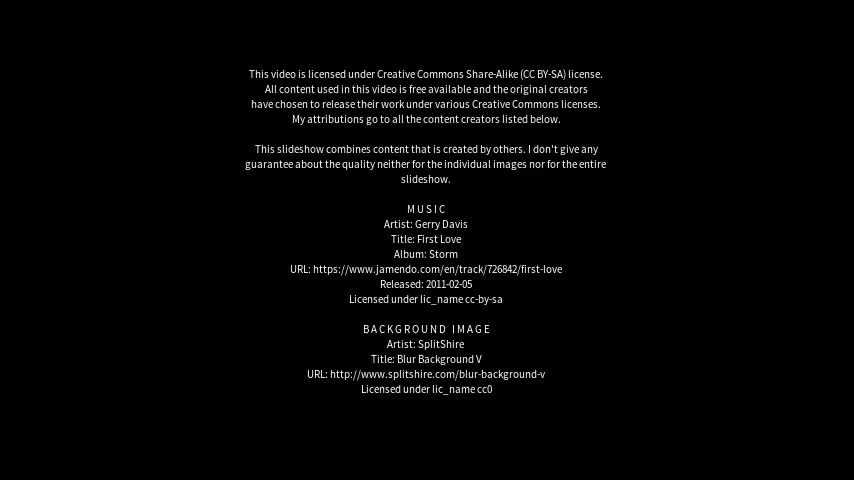 This video is licensed under Creative Commons Share-Alike (CC BY-SA) license.
All content used in this video is free available and the original creators
have chosen to release their work under various Creative Commons licenses.
My attributions go to all the content creators listed below.
This slideshow combines content that is created by others. I don't give any
guarantee about the quality neither for the individual images nor for the entire
slideshow.
MUSIC
Artist: Gerry Davis
Title: First Love
Album: Storm
URL: https://www.jamendo.com/en/track/726842/first-love
Released: 2011-02-05
Licensed under lic_name cc-by-sa
BACKGROUND IMAGE
Artist: SplitShire
Title: Blur Background V
URL: http://www.splitshire.com/blur-background-v
Licensed under lic_name cc0